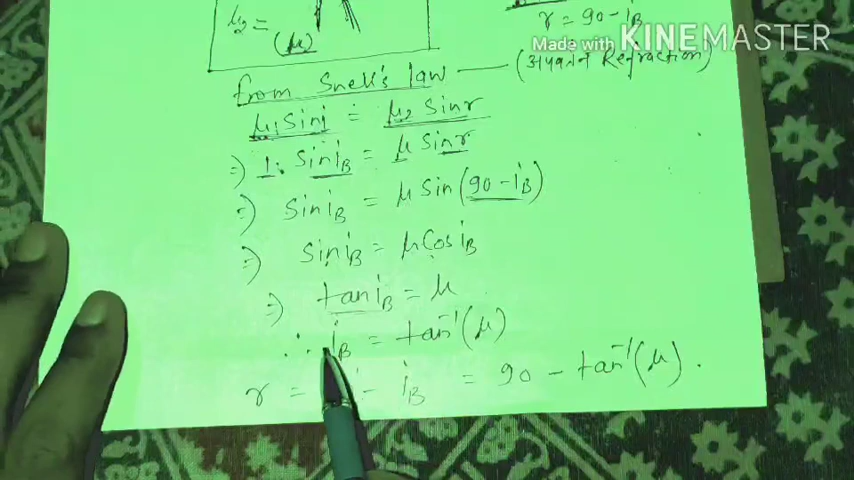 μ₂ =
(μ)
r = 90 - i_B
Made with KINEMASTER
from Snell's law —— (अपवर्तन Refraction)
μ₁ Sin i = μ₂ Sin r
⇒ 1. Sin i_B = μ Sin r
⇒ Sin i_B = μ Sin (90 - i_B)
⇒ Sin i_B = μ Cos i_B
⇒ tan i_B = μ
∴ i_B = tan⁻¹(μ)
r = - i_B = 90 - tan⁻¹(μ).